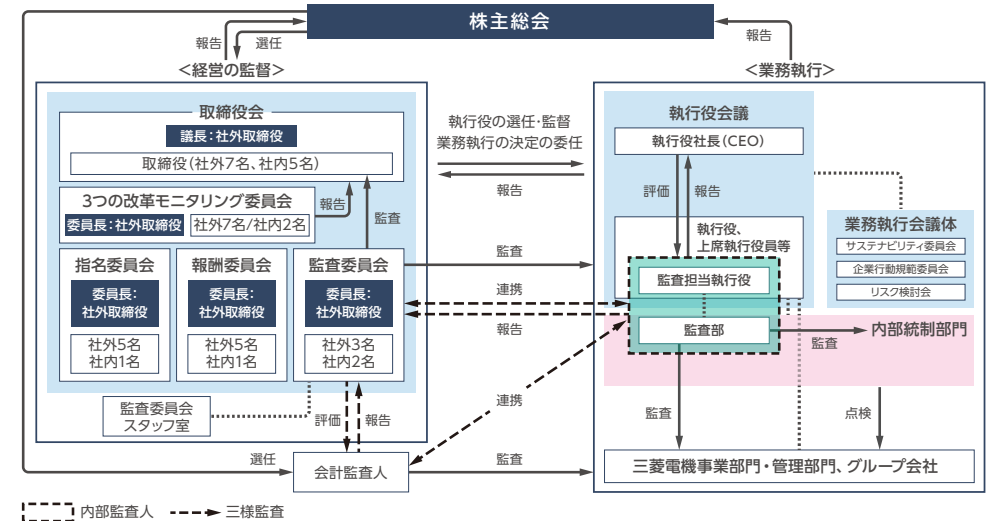 株主総会
報告
選任
報告
<経営の監督>
<業務執行>
取締役会
議長：社外取締役
取締役（社外7名、社内5名）
3つの改革モニタリング委員会
委員長：社外取締役
社外7名/社内2名
報告
監査
指名委員会
委員長：
社外取締役
社外5名
社内1名
報酬委員会
委員長：
社外取締役
社外5名
社内1名
監査委員会
委員長：
社外取締役
社外3名
社内2名
監査委員会
スタッフ室
評価
報告
選任
会計監査人
監査
執行役の選任・監督
業務執行の決定の委任
報告
監査
連携
報告
連携
執行役会議
執行役社長（CEO）
評価
報告
執行役、
上席執行役員等
監査担当執行役
監査部
監査
内部統制部門
業務執行会議体
サステナビリティ委員会
企業行動規範委員会
リスク検討会
監査
点検
三菱電機事業部門・管理部門、グループ会社
内部監査人
三様監査